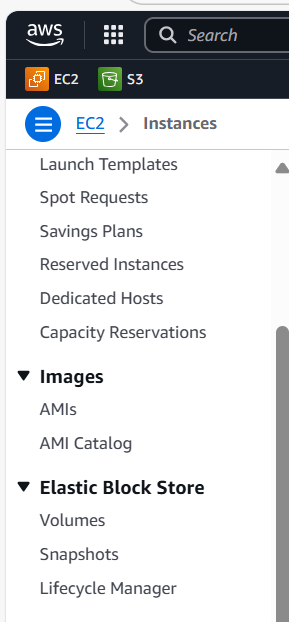 aws
Search
EC2 S3
EC2 > Instances
Launch Templates
Spot Requests
Savings Plans
Reserved Instances
Dedicated Hosts
Capacity Reservations
Images
AMIs
AMI Catalog
Elastic Block Store
Volumes
Snapshots
Lifecycle Manager